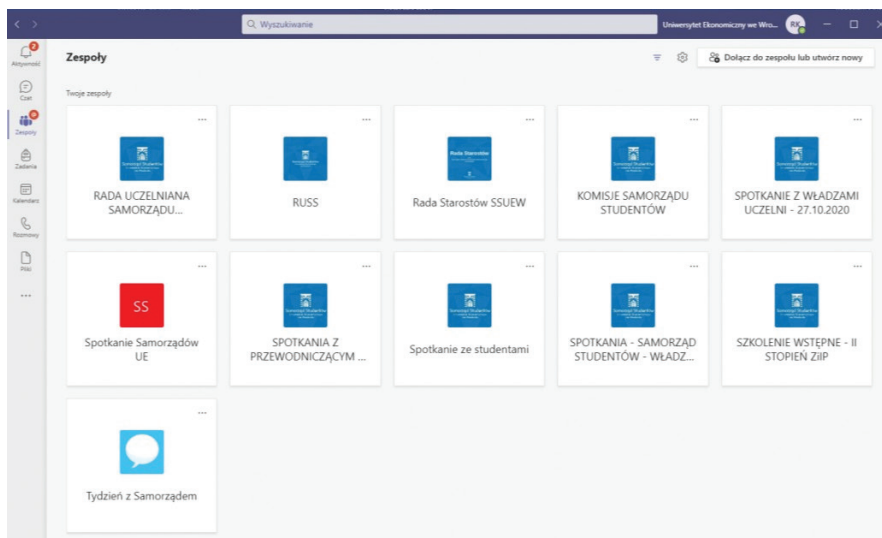 Wyszukiwanie
Uniwersytet Ekonomiczny we Wro...
RK
2
Aktywność
Zespoły
Dołącz do zespołu lub utwórz nowy
Czat
Twoje zespoły
Zespoły
Zadania
Kalendarz
Rozmowy
Pliki
...
RADA UCZELNIANA
SAMORZĄDU...
RUSS
Rada Starostów
Rada Starostów SSUEW
KOMISJE SAMORZĄDU
STUDENTÓW
SPOTKANIE Z WŁADZAMI
UCZELNI - 27.10.2020
SS
Spotkanie Samorządów
UE
SPOTKANIA Z
PRZEWODNICZĄCYM ...
Spotkanie ze studentami
SPOTKANIA - SAMORZĄD
STUDENTÓW - WŁADZ...
SZKOLENIE WSTĘPNE - II
STOPIEŃ ZiIP
Tydzień z Samorządem